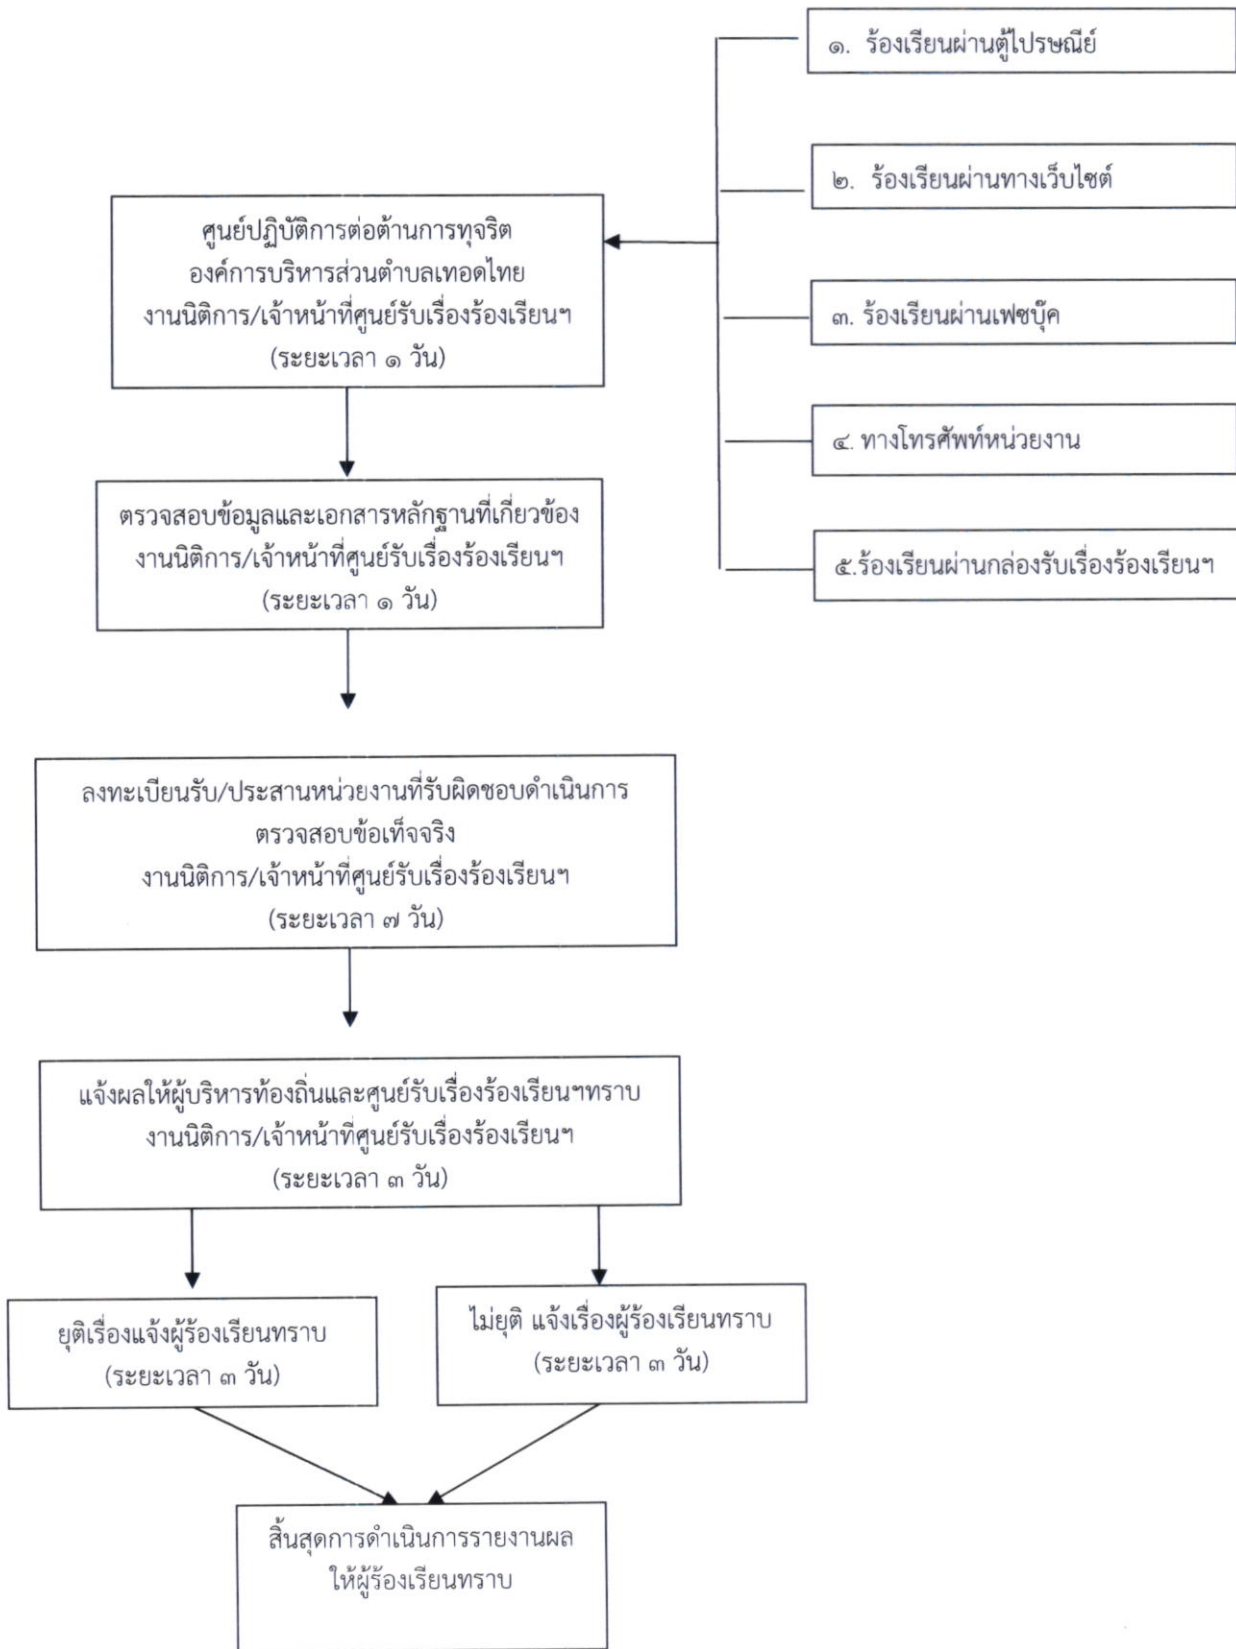 ๑. ร้องเรียนผ่านตู้ไปรษณีย์
๒. ร้องเรียนผ่านทางเว็บไซต์
๓. ร้องเรียนผ่านเฟซบุ๊ค
๔. ทางโทรศัพท์หน่วยงาน
๕.ร้องเรียนผ่านกล่องรับเรื่องร้องเรียนฯ
ศูนย์ปฏิบัติการต่อต้านการทุจริต
องค์การบริหารส่วนตำบลเทอดไทย
งานนิติการ/เจ้าหน้าที่ศูนย์รับเรื่องร้องเรียนฯ
(ระยะเวลา ๑ วัน)
ตรวจสอบข้อมูลและเอกสารหลักฐานที่เกี่ยวข้อง
งานนิติการ/เจ้าหน้าที่ศูนย์รับเรื่องร้องเรียนฯ
(ระยะเวลา ๑ วัน)
ลงทะเบียนรับ/ประสานหน่วยงานที่รับผิดชอบดำเนินการ
ตรวจสอบข้อเท็จจริง
งานนิติการ/เจ้าหน้าที่ศูนย์รับเรื่องร้องเรียนฯ
(ระยะเวลา ๗ วัน)
แจ้งผลให้ผู้บริหารท้องถิ่นและศูนย์รับเรื่องร้องเรียนฯทราบ
งานนิติการ/เจ้าหน้าที่ศูนย์รับเรื่องร้องเรียนฯ
(ระยะเวลา ๓ วัน)
ยุติเรื่องแจ้งผู้ร้องเรียนทราบ
(ระยะเวลา ๓ วัน)
ไม่ยุติ แจ้งเรื่องผู้ร้องเรียนทราบ
(ระยะเวลา ๓ วัน)
สิ้นสุดการดำเนินการรายงานผล
ให้ผู้ร้องเรียนทราบ